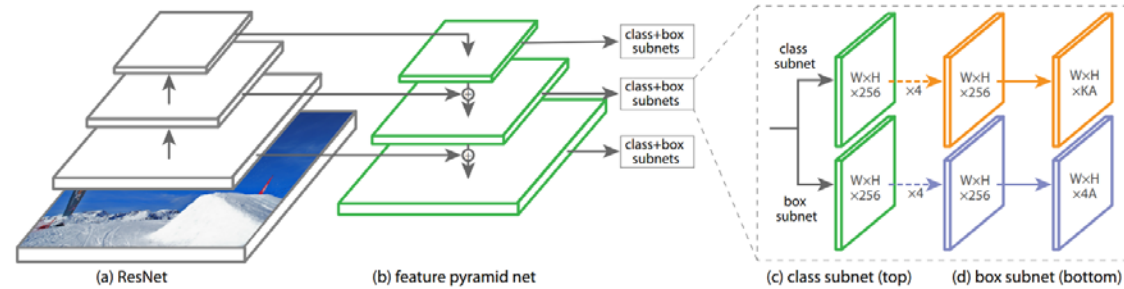 class+box
subnets
class+box
subnets
class+box
subnets
class
subnet
box
subnet
W×H
×256
×4
W×H
×256
W×H
×KA
W×H
×256
×4
W×H
×256
W×H
×4A
(a) ResNet
(b) feature pyramid net
(c) class subnet (top)
(d) box subnet (bottom)